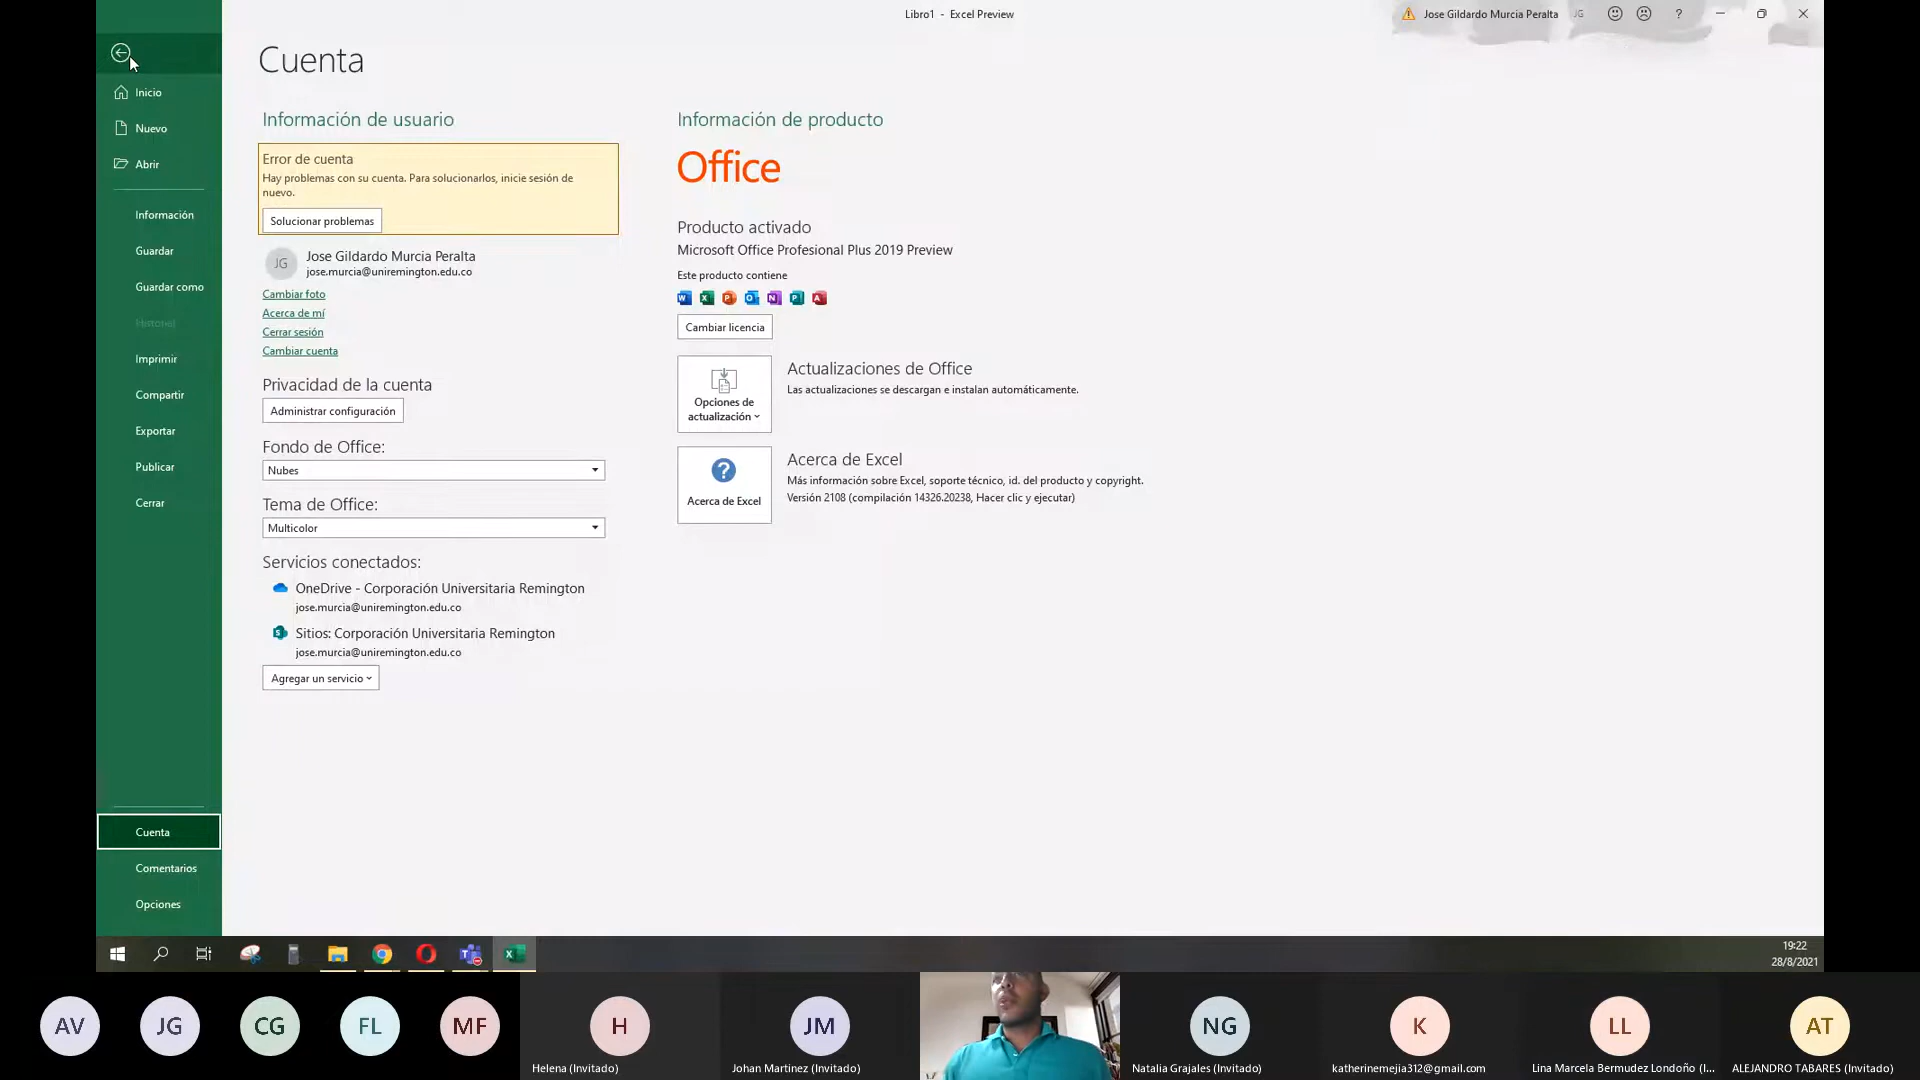 Libro1 - Excel Preview
Jose Gildardo Murcia Peralta JG ?
Cuenta
Inicio
Nuevo
Abrir
Información
Guardar
Guardar como
Historial
Imprimir
Compartir
Exportar
Publicar
Cerrar
Cuenta
Comentarios
Opciones
Información de usuario
Error de cuenta
Hay problemas con su cuenta. Para solucionarlos, inicie sesión de
nuevo.
Solucionar problemas
JG
Jose Gildardo Murcia Peralta
jose.murcia@uniremington.edu.co
Cambiar foto
Acerca de mí
Cerrar sesión
Cambiar cuenta
Privacidad de la cuenta
Administrar configuración
Fondo de Office:
Nubes
Tema de Office:
Multicolor
Servicios conectados:
OneDrive - Corporación Universitaria Remington
jose.murcia@uniremington.edu.co
Sitios: Corporación Universitaria Remington
jose.murcia@uniremington.edu.co
Agregar un servicio
Información de producto
Office
Producto activado
Microsoft Office Profesional Plus 2019 Preview
Este producto contiene
Cambiar licencia
Opciones de
actualización
Actualizaciones de Office
Las actualizaciones se descargan e instalan automáticamente.
Acerca de Excel
Acerca de Excel
Más información sobre Excel, soporte técnico, id. del producto y copyright.
Versión 2108 (compilación 14326.20238, Hacer clic y ejecutar)
19:22
28/8/2021
AV
JG
CG
FL
MF
H
Helena (Invitado)
JM
Johan Martinez (Invitado)
NG
Natalia Grajales (Invitado)
K
katherinemejia312@gmail.com
LL
Lina Marcela Bermudez Londoño (I...
AT
ALEJANDRO TABARES (Invitado)